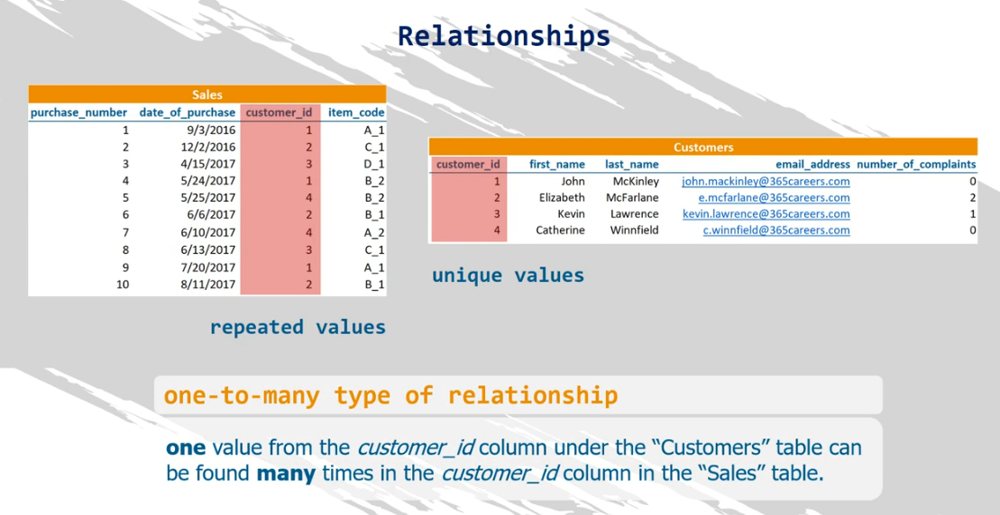 Relationships
Sales
purchase_number date_of_purchase customer_id item_code
1 9/3/2016 1 A_1
2 12/2/2016 2 C_1
3 4/15/2017 3 D_1
4 5/24/2017 1 B_2
5 5/25/2017 4 B_2
6 6/6/2017 2 B_1
7 6/10/2017 4 A_2
8 6/13/2017 3 C_1
9 7/20/2017 1 A_1
10 8/11/2017 2 B_1
repeated values
Customers
customer_id first_name last_name email_address number_of_complaints
1 John McKinley john.mackinley@365careers.com 0
2 Elizabeth McFarlane e.mcfarlane@365careers.com 2
3 Kevin Lawrence kevin.lawrence@365careers.com 1
4 Catherine Winnfield c.winnfield@365careers.com 0
unique values
one-to-many type of relationship
one value from the customer_id column under the “Customers” table can
be found many times in the customer_id column in the “Sales” table.